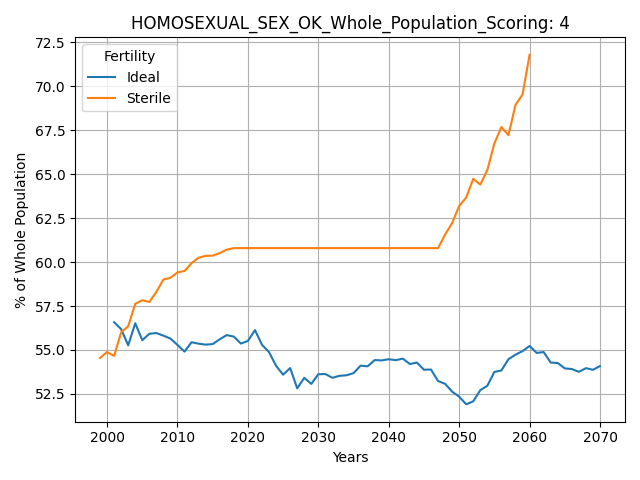 HOMOSEXUAL_SEX_OK_Whole_Population_Scoring: 4
Fertility
Ideal
Sterile
% of Whole Population
72.5
70.0
67.5
65.0
62.5
60.0
57.5
55.0
52.5
2000 2010 2020 2030 2040 2050 2060 2070
Years